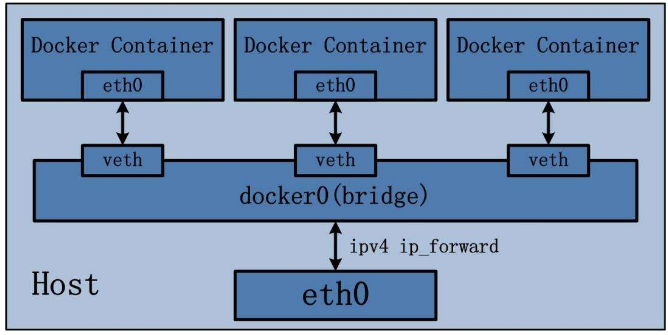 Docker Container
Docker Container
Docker Container
eth0
eth0
eth0
veth
veth
veth
docker0(bridge)
ipv4 ip_forward
Host
eth0